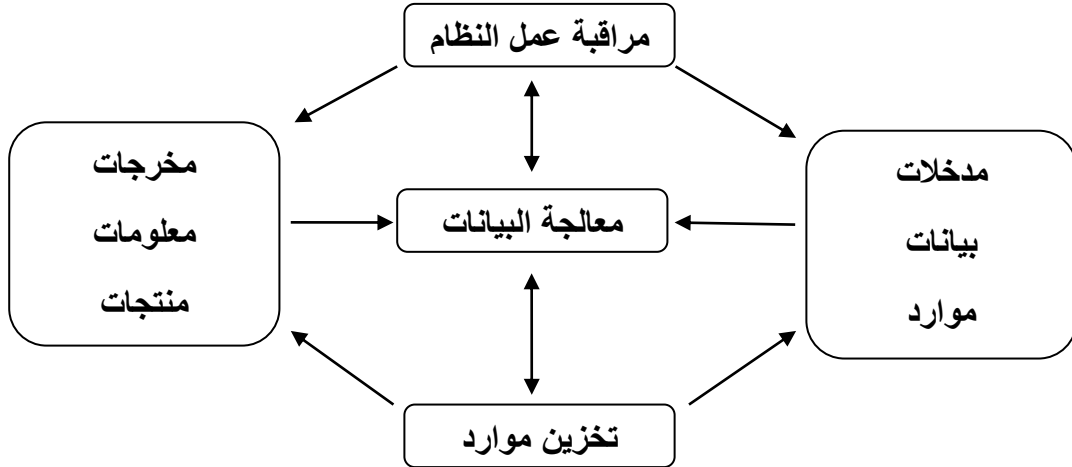 مراقبة عمل النظام
مدخلات
بيانات
موارد
معالجة البيانات
مخرجات
معلومات
منتجات
تخزين موارد